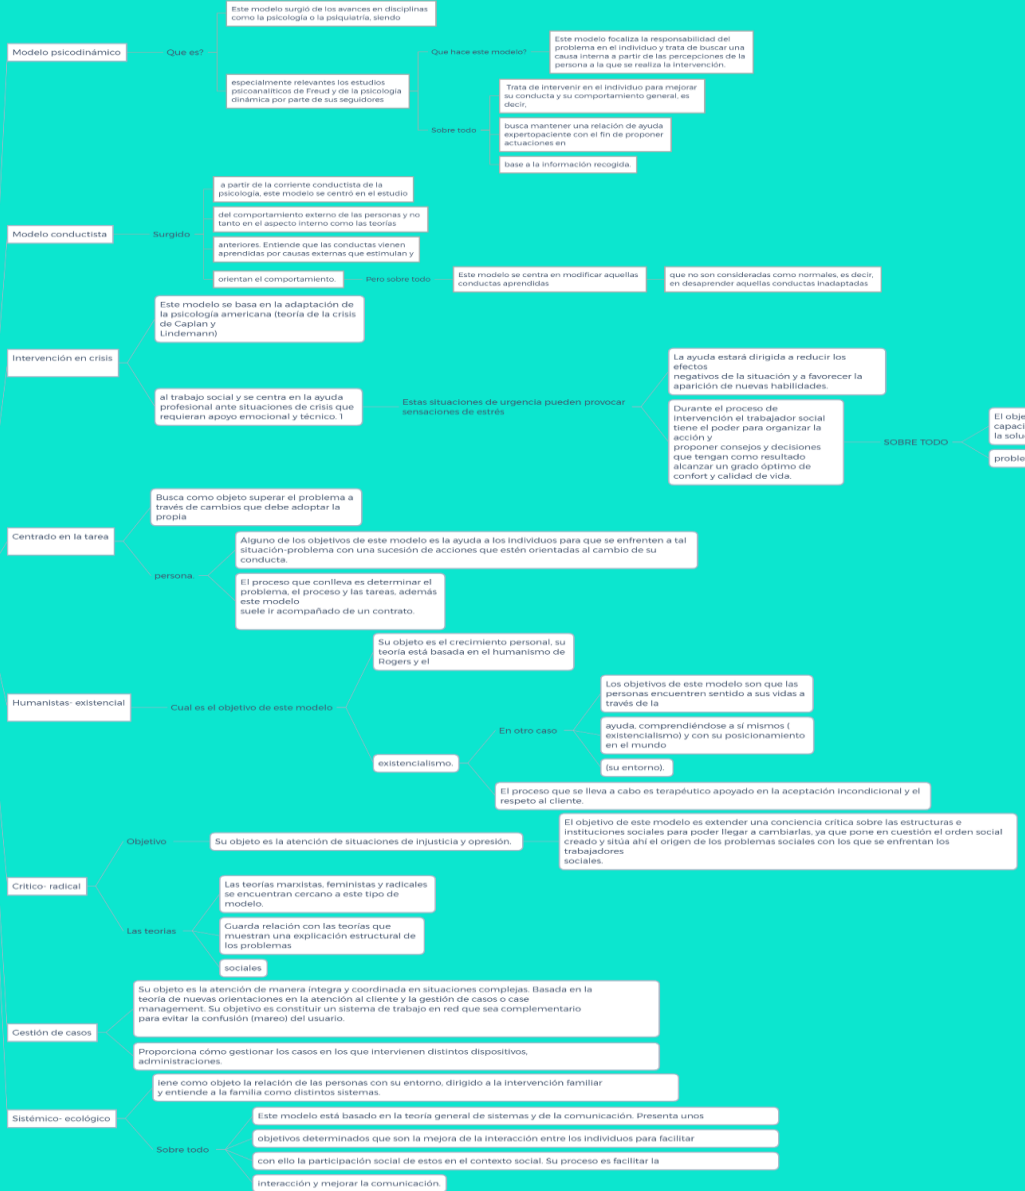 Modelo psicodinámico
Que es?
Este modelo surgió de los avances en disciplinas
como la psicología o la psiquiatría, siendo
especialmente relevantes los estudios
psicoanalíticos de Freud y de la psicología
dinámica por parte de sus seguidores
Que hace este modelo?
Este modelo focaliza la responsabilidad del
problema en el individuo y trata de buscar una
causa interna a partir de las percepciones de la
persona a la que se realiza la intervención.
Sobre todo
Trata de intervenir en el individuo para mejorar
su conducta y su comportamiento general, es
decir,
busca mantener una relación de ayuda
expertopaciente con el fin de proponer
actuaciones en
base a la información recogida.
Modelo conductista
Surgido
a partir de la corriente conductista de la
psicología, este modelo se centró en el estudio
del comportamiento externo de las personas y no
tanto en el aspecto interno como las teorías
anteriores. Entiende que las conductas vienen
aprendidas por causas externas que estimulan y
orientan el comportamiento.
Pero sobre todo
Este modelo se centra en modificar aquellas
conductas aprendidas
que no son consideradas como normales, es decir,
en desaprender aquellas conductas inadaptadas
Intervención en crisis
Este modelo se basa en la adaptación de
la psicología americana (teoría de la crisis
de Caplan y
Lindemann)
al trabajo social y se centra en la ayuda
profesional ante situaciones de crisis que
requieran apoyo emocional y técnico. 1
Estas situaciones de urgencia pueden provocar
sensaciones de estrés
La ayuda estará dirigida a reducir los
efectos
negativos de la situación y a favorecer la
aparición de nuevas habilidades.
Durante el proceso de
intervención el trabajador social
tiene el poder para organizar la
acción y
proponer consejos y decisiones
que tengan como resultado
alcanzar un grado óptimo de
confort y calidad de vida.
SOBRE TODO
El obje
capaci
la solu
proble
Centrado en la tarea
Busca como objeto superar el problema a
través de cambios que debe adoptar la
propia
persona.
Alguno de los objetivos de este modelo es la ayuda a los individuos para que se enfrenten a tal
situación-problema con una sucesión de acciones que estén orientadas al cambio de su
conducta.
El proceso que conlleva es determinar el
problema, el proceso y las tareas, además
este modelo
suele ir acompañado de un contrato.
Humanistas- existencial
Cual es el objetivo de este modelo
Su objeto es el crecimiento personal, su
teoría está basada en el humanismo de
Rogers y el
existencialismo.
En otro caso
Los objetivos de este modelo son que las
personas encuentren sentido a sus vidas a
través de la
ayuda, comprendiéndose a sí mismos (
existencialismo) y con su posicionamiento
en el mundo
(su entorno).
El proceso que se lleva a cabo es terapéutico apoyado en la aceptación incondicional y el
respeto al cliente.
Crítico- radical
Objetivo
Su objeto es la atención de situaciones de injusticia y opresión.
El objetivo de este modelo es extender una conciencia crítica sobre las estructuras e
instituciones sociales para poder llegar a cambiarlas, ya que pone en cuestión el orden social
creado y sitúa ahí el origen de los problemas sociales con los que se enfrentan los
trabajadores
sociales.
Las teorías
Las teorías marxistas, feministas y radicales
se encuentran cercano a este tipo de
modelo.
Guarda relación con las teorías que
muestran una explicación estructural de
los problemas
sociales
Gestión de casos
Su objeto es la atención de manera íntegra y coordinada en situaciones complejas. Basada en la
teoría de nuevas orientaciones en la atención al cliente y la gestión de casos o case
management. Su objetivo es constituir un sistema de trabajo en red que sea complementario
para evitar la confusión (mareo) del usuario.
Proporciona cómo gestionar los casos en los que intervienen distintos dispositivos,
administraciones.
Sistémico- ecológico
iene como objeto la relación de las personas con su entorno, dirigido a la intervención familiar
y entiende a la familia como distintos sistemas.
Sobre todo
Este modelo está basado en la teoría general de sistemas y de la comunicación. Presenta unos
objetivos determinados que son la mejora de la interacción entre los individuos para facilitar
con ello la participación social de estos en el contexto social. Su proceso es facilitar la
interacción y mejorar la comunicación.